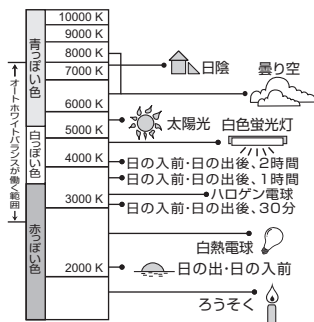 オートホワイトバランスが働く範囲
青っぽい色
白っぽい色
赤っぽい色
10000 K
9000 K
8000 K
7000 K
6000 K
5000 K
4000 K
3000 K
2000 K
日陰
曇り空
太陽光
白色蛍光灯
日の入前･日の出後、2時間
日の入前･日の出後、1時間
ハロゲン電球
日の入前･日の出後、30分
白熱電球
日の出･日の入前
ろうそく